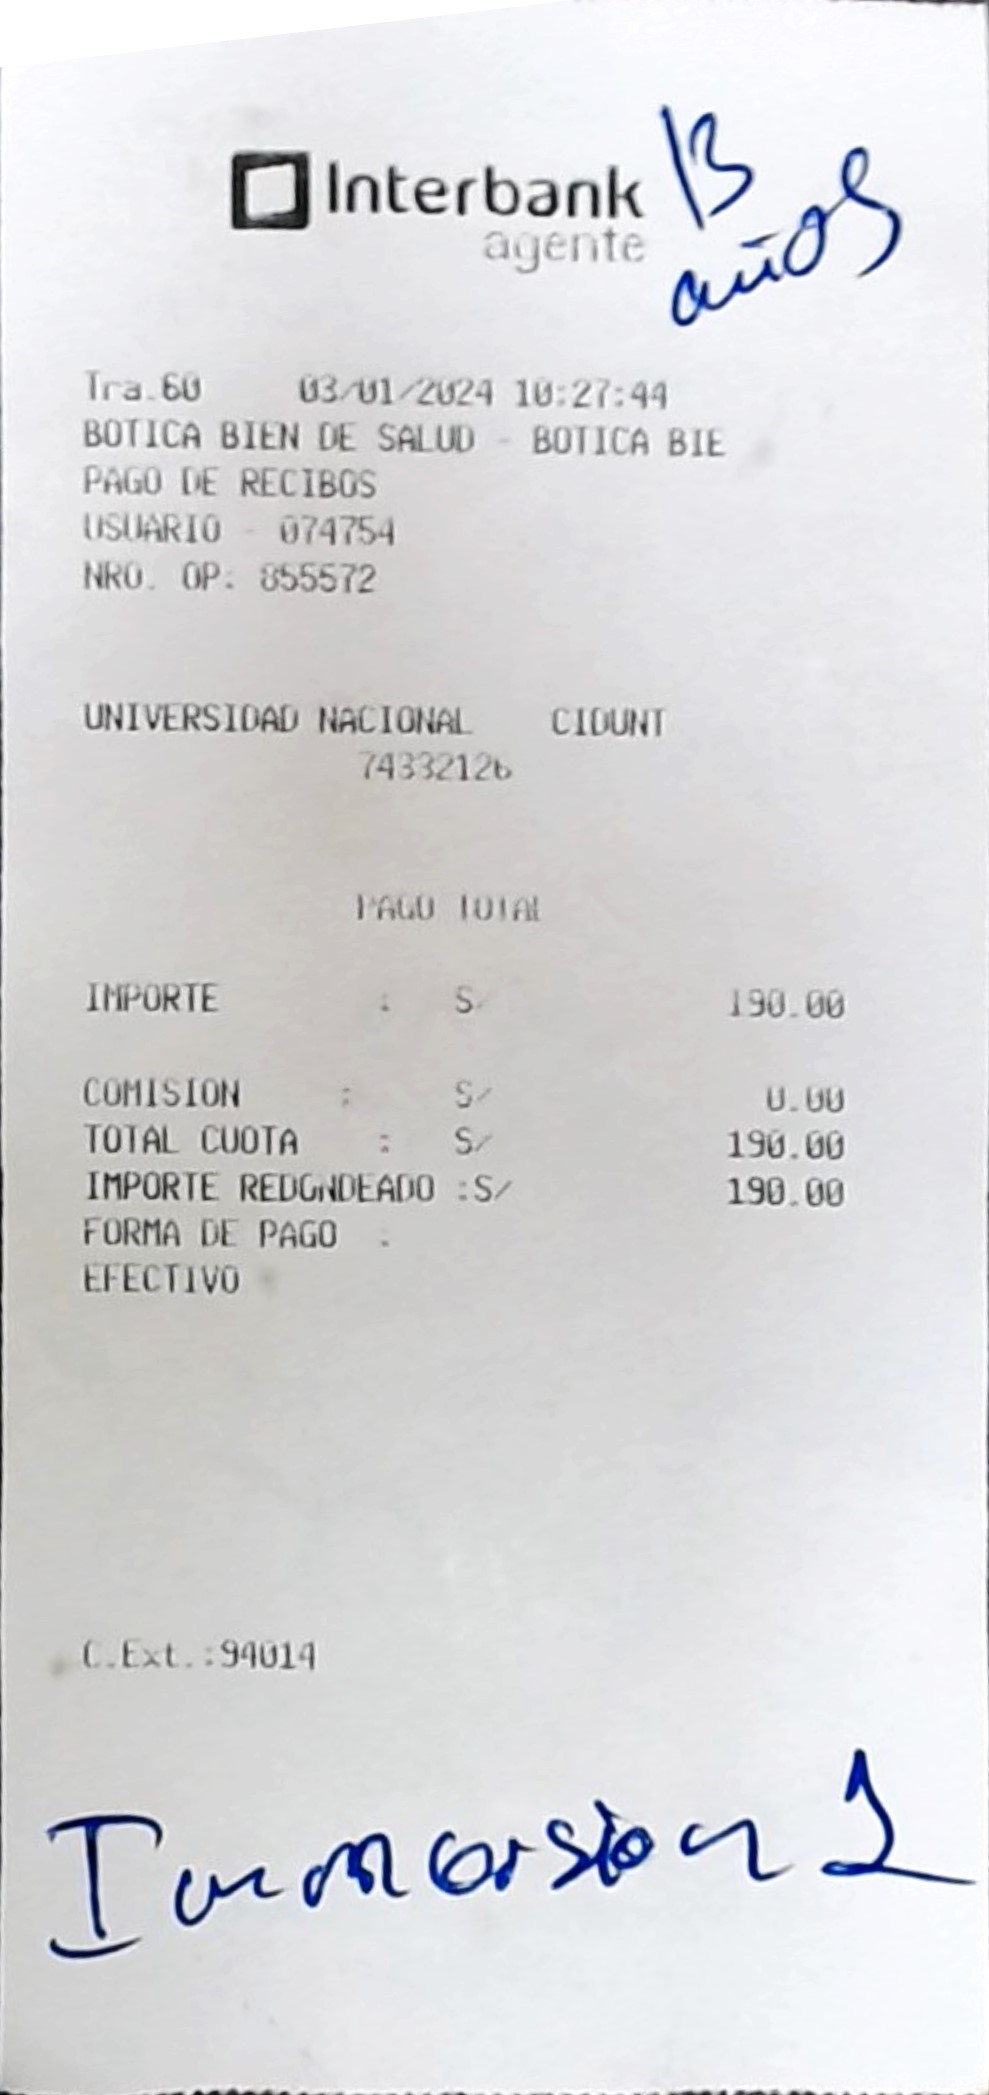 Interbank
agente
13
años
Tra.60 03/01/2024 10:27:44
BOTICA BIEN DE SALUD - BOTICA BIE
PAGO DE RECIBOS
USUARIO - 074754
NRO. OP: 855572
UNIVERSIDAD NACIONAL CIDUNT
74332126
PAGO TOTAL
IMPORTE : S/ 190.00
COMISION : S/ 0.00
TOTAL CUOTA : S/ 190.00
IMPORTE REDONDEADO :S/ 190.00
FORMA DE PAGO :
EFECTIVO
C.Ext.:94014
Inmersion 1